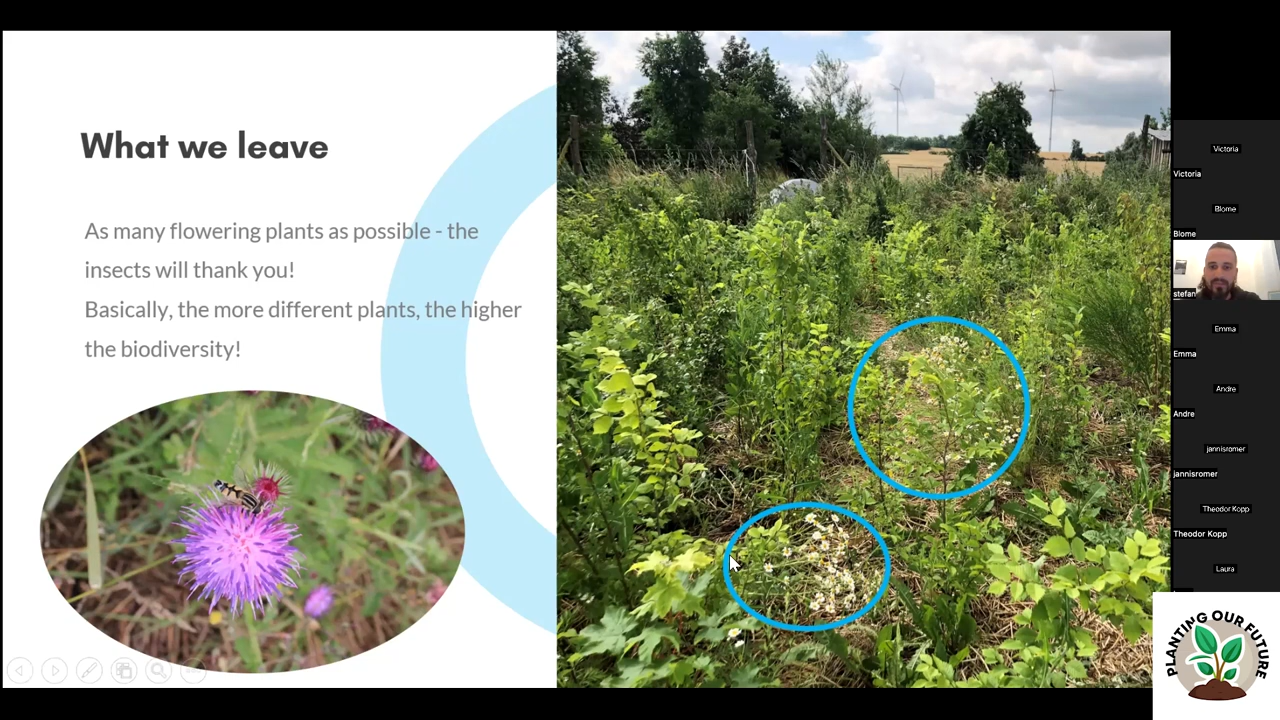 What we leave
As many flowering plants as possible - the
insects will thank you!
Basically, the more different plants, the higher
the biodiversity!
Victoria
Victoria
Blome
Blome
stefan
Emma
Emma
Andre
Andre
jannisromer
jannisromer
Theodor Kopp
Theodor Kopp
Laura
PLANTING OUR FUTURE